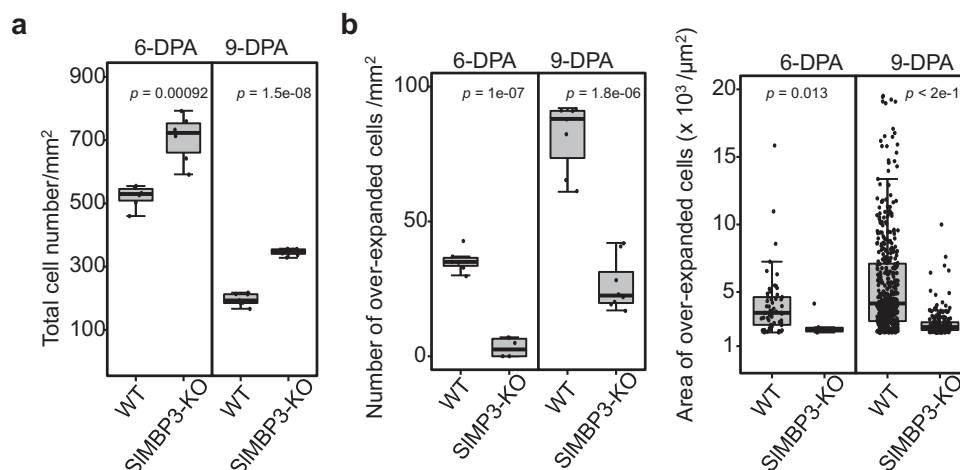 a
6-DPA 9-DPA
p = 0.00092 p = 1.5e-08
Total cell number/mm²
900
700
500
300
100
WT SlMBP3-KO WT SlMBP3-KO
b
6-DPA 9-DPA
p = 1e-07 p = 1.8e-06
Number of over-expanded cells /mm²
100
50
0
WT SlMP3-KO WT SlMBP3-KO
6-DPA 9-DPA
p = 0.013 p < 2e-1
Area of over-expanded cells (x 10³ /μm²)
20
15
10
5
1
WT SlMBP3-KO WT SlMBP3-KO